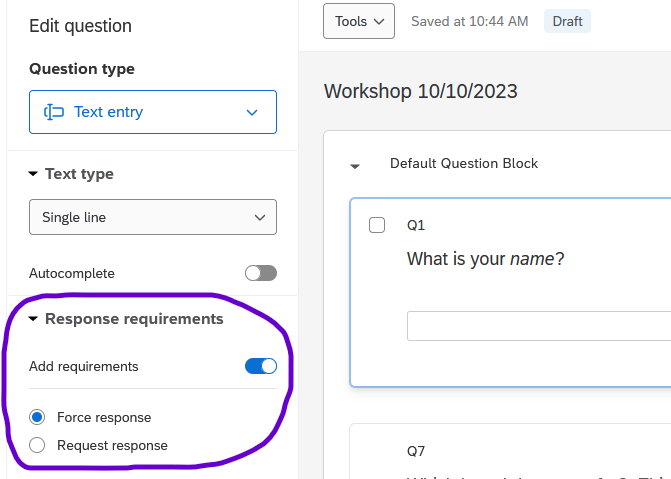 Edit question
Question type
Text entry
Text type
Single line
Autocomplete
Response requirements
Add requirements
Force response
Request response
Tools
Saved at 10:44 AM
Draft
Workshop 10/10/2023
Default Question Block
Q1
What is your name?
Q7